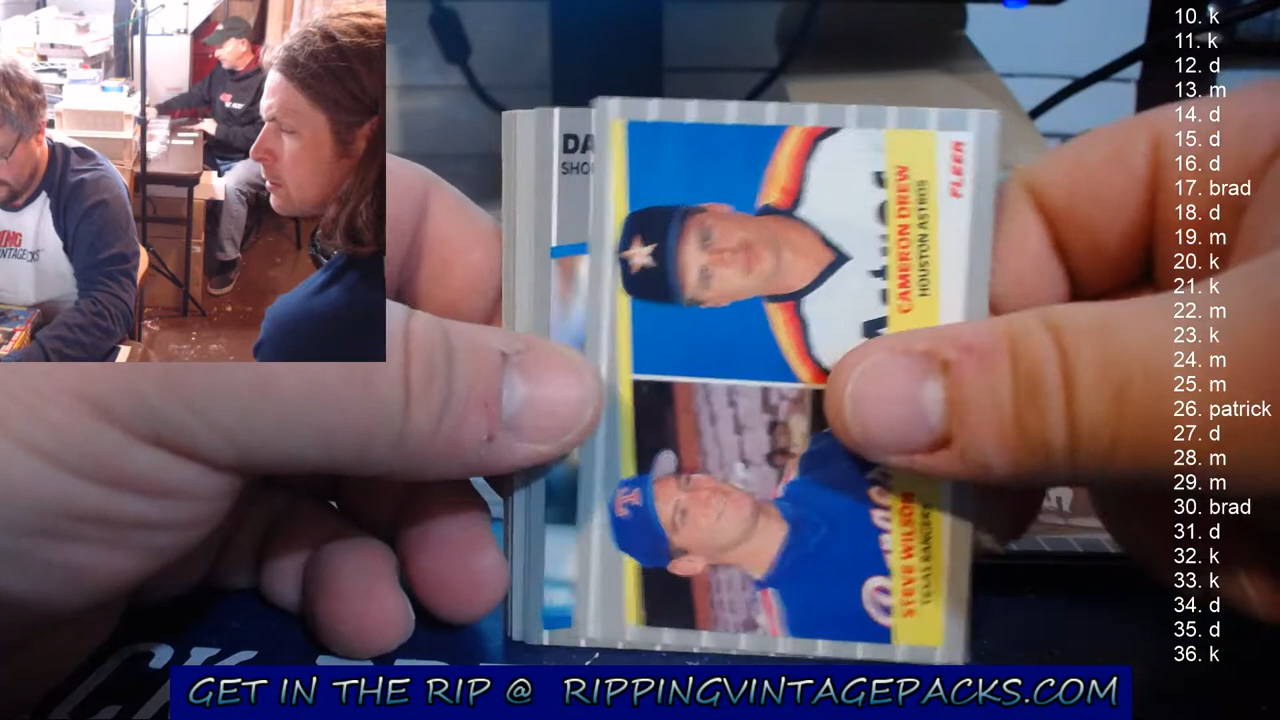 10. k
11. k
12. d
13. m
14. d
15. d
16. d
17. brad
18. d
19. m
20. k
21. k
22. m
23. k
24. m
25. m
26. patrick
27. d
28. m
29. m
30. brad
31. d
32. k
33. k
34. d
35. d
36. k
DA
SHO
FLEER
CAMERON DREW
HOUSTON ASTROS
STEVE WILSON
TEXAS RANGERS
GET IN THE RIP @ RIPPINGVINTAGEPACKS.COM